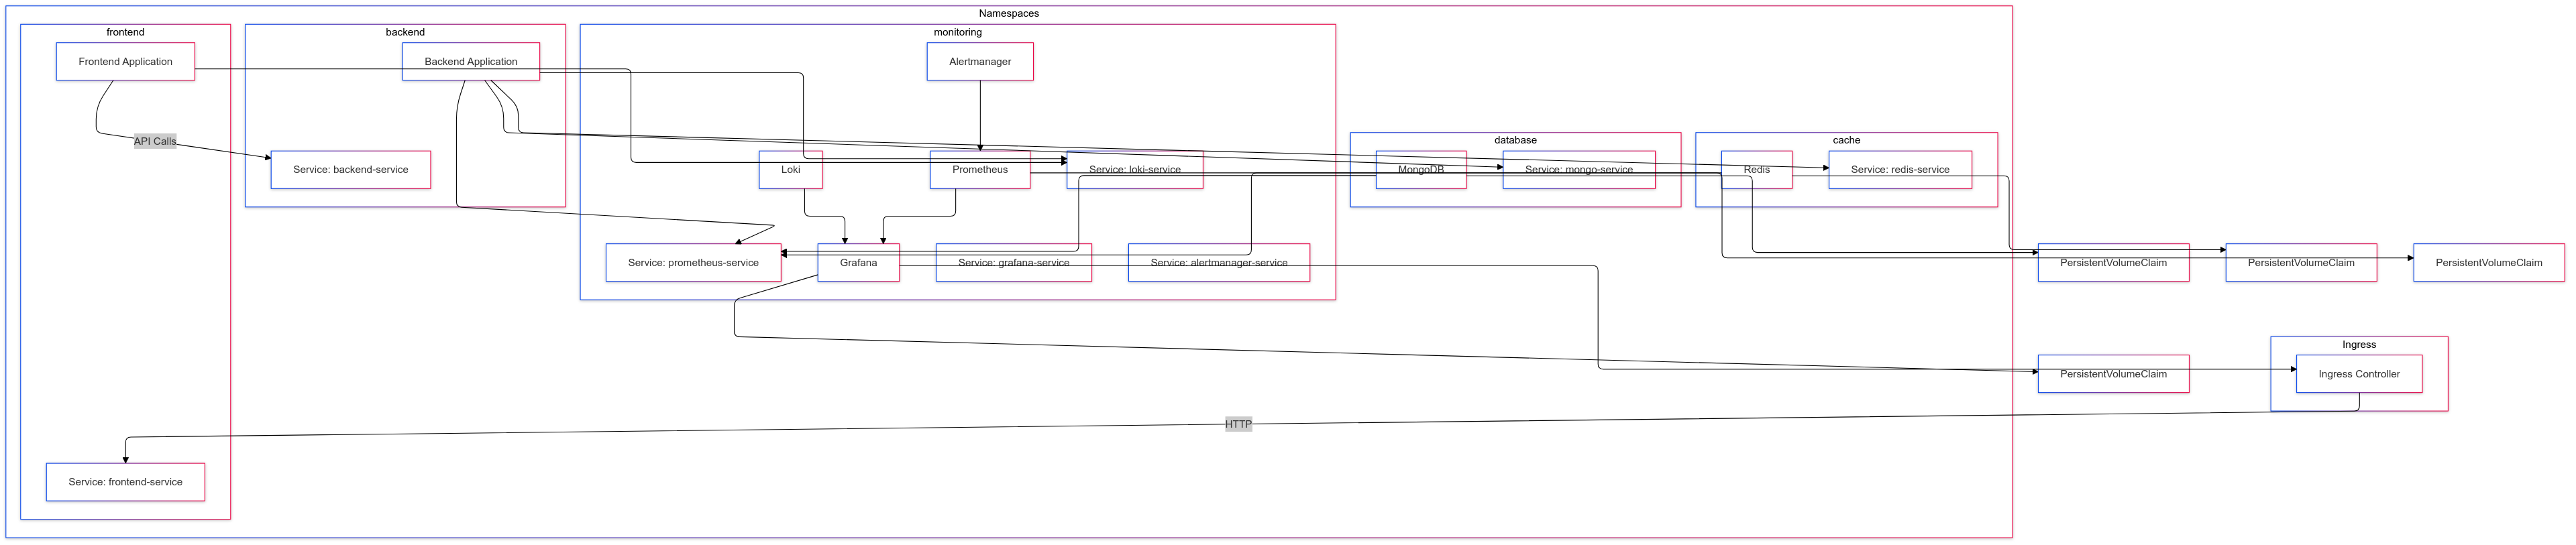 Namespaces
frontend
backend
monitoring
Frontend Application
Backend Application
Alertmanager
API Calls
database
cache
Service: backend-service
Loki
Prometheus
Service: loki-service
MongoDB
Service: mongo-service
Redis
Service: redis-service
Service: prometheus-service
Grafana
Service: grafana-service
Service: alertmanager-service
PersistentVolumeClaim
PersistentVolumeClaim
PersistentVolumeClaim
Ingress
PersistentVolumeClaim
Ingress Controller
HTTP
Service: frontend-service